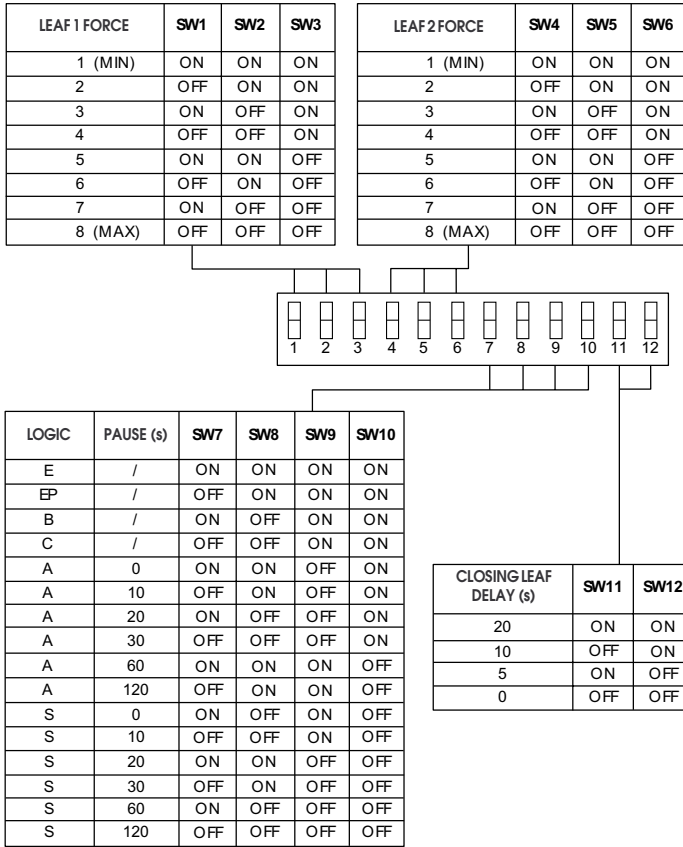 LEAF 1 FORCE SW1 SW2 SW3
1 (MIN) ON ON ON
2 OFF ON ON
3 ON OFF ON
4 OFF OFF ON
5 ON ON OFF
6 OFF ON OFF
7 ON OFF OFF
8 (MAX) OFF OFF OFF
LEAF 2 FORCE SW4 SW5 SW6
1 (MIN) ON ON ON
2 OFF ON ON
3 ON OFF ON
4 OFF OFF ON
5 ON ON OFF
6 OFF ON OFF
7 ON OFF OFF
8 (MAX) OFF OFF OFF
1 2 3 4 5 6 7 8 9 10 11 12
LOGIC PAUSE (s) SW7 SW8 SW9 SW10
E / ON ON ON ON
EP / OFF ON ON ON
B / ON OFF ON ON
C / OFF OFF ON ON
A 0 ON ON OFF ON
A 10 OFF ON OFF ON
A 20 ON OFF OFF ON
A 30 OFF OFF OFF ON
A 60 ON ON ON OFF
A 120 OFF ON ON OFF
S 0 ON OFF ON OFF
S 10 OFF OFF ON OFF
S 20 ON ON OFF OFF
S 30 OFF ON OFF OFF
S 60 ON OFF OFF OFF
S 120 OFF OFF OFF OFF
CLOSING LEAF
DELAY (s) SW11 SW12
20 ON ON
10 OFF ON
5 ON OFF
0 OFF OFF